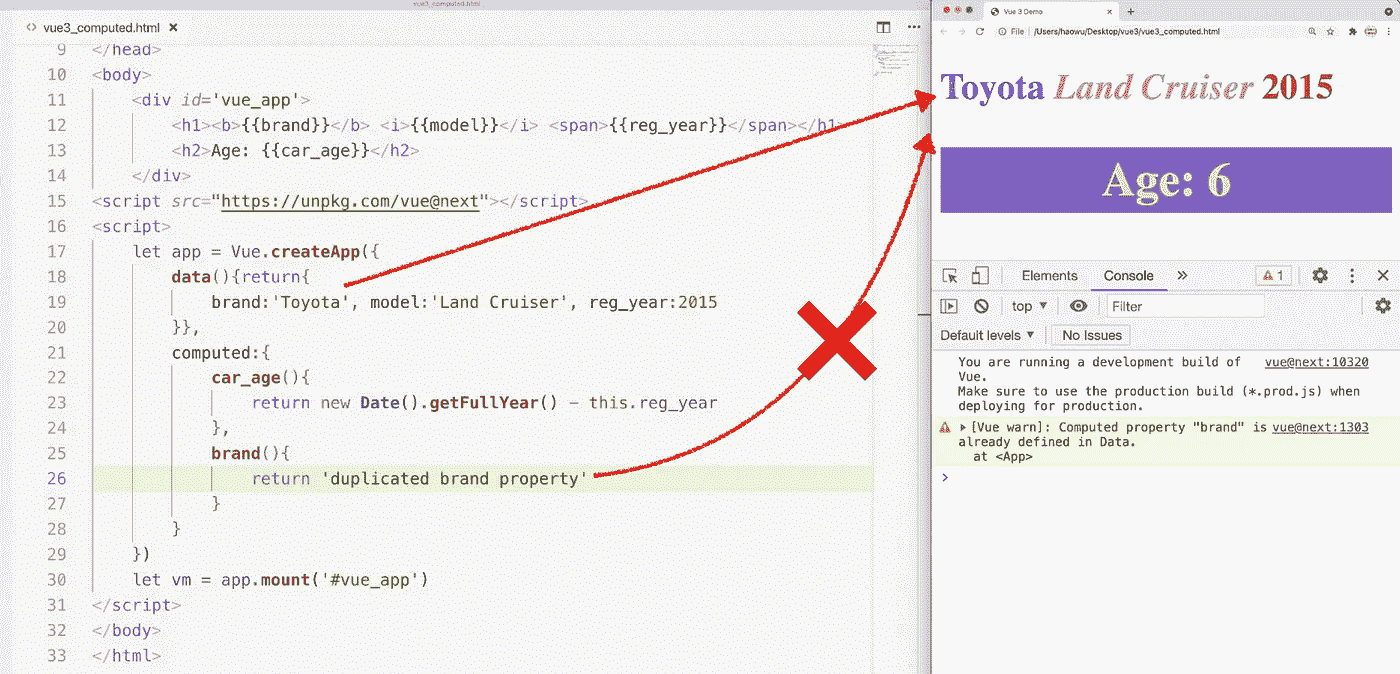 vue3_computed.html
vue3_computed.html
9 </head>
10 <body>
11 <div id='vue_app'>
12 <h1><b>{{brand}}</b> <i>{{model}}</i> <span>{{reg_year}}</span></h1>
13 <h2>Age: {{car_age}}</h2>
14 </div>
15 <script src="https://unpkg.com/vue@next"></script>
16 <script>
17 let app = Vue.createApp({
18 data(){return{
19 brand:'Toyota', model:'Land Cruiser', reg_year:2015
20 }},
21 computed:{
22 car_age(){
23 return new Date().getFullYear() - this.reg_year
24 },
25 brand(){
26 return 'duplicated brand property'
27 }
28 }
29 })
30 let vm = app.mount('#vue_app')
31 </script>
32 </body>
33 </html>
Vue 3 Demo
File /Users/haowu/Desktop/vue3/vue3_computed.html
Toyota Land Cruiser 2015
Age: 6
Elements Console 1
top Filter
Default levels No Issues
You are running a development build of vue@next:10320
Vue.
Make sure to use the production build (*.prod.js) when
deploying for production.
[Vue warn]: Computed property "brand" is vue@next:1303
already defined in Data.
at <App>